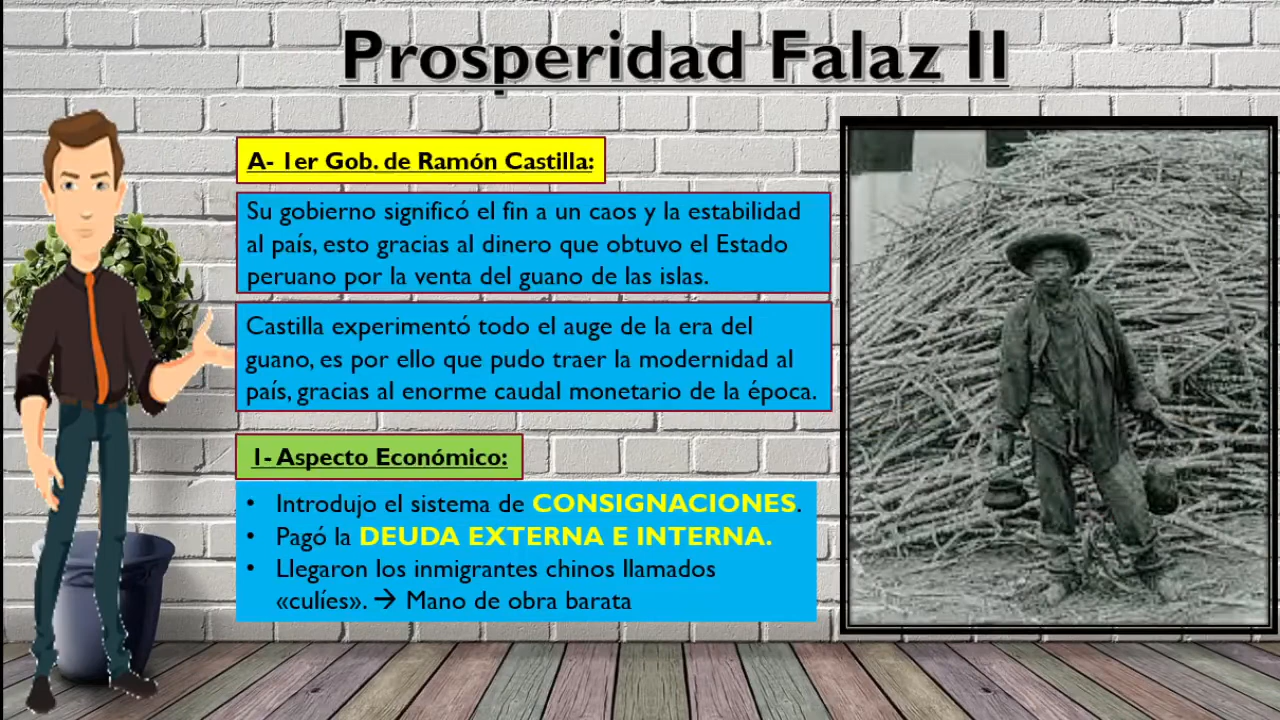 Prosperidad Falaz II
A- 1er Gob. de Ramón Castilla:
Su gobierno significó el fin a un caos y la estabilidad
al país, esto gracias al dinero que obtuvo el Estado
peruano por la venta del guano de las islas.
Castilla experimentó todo el auge de la era del
guano, es por ello que pudo traer la modernidad al
país, gracias al enorme caudal monetario de la época.
1- Aspecto Económico:
• Introdujo el sistema de CONSIGNACIONES.
• Pagó la DEUDA EXTERNA E INTERNA.
• Llegaron los inmigrantes chinos llamados
«culíes». → Mano de obra barata